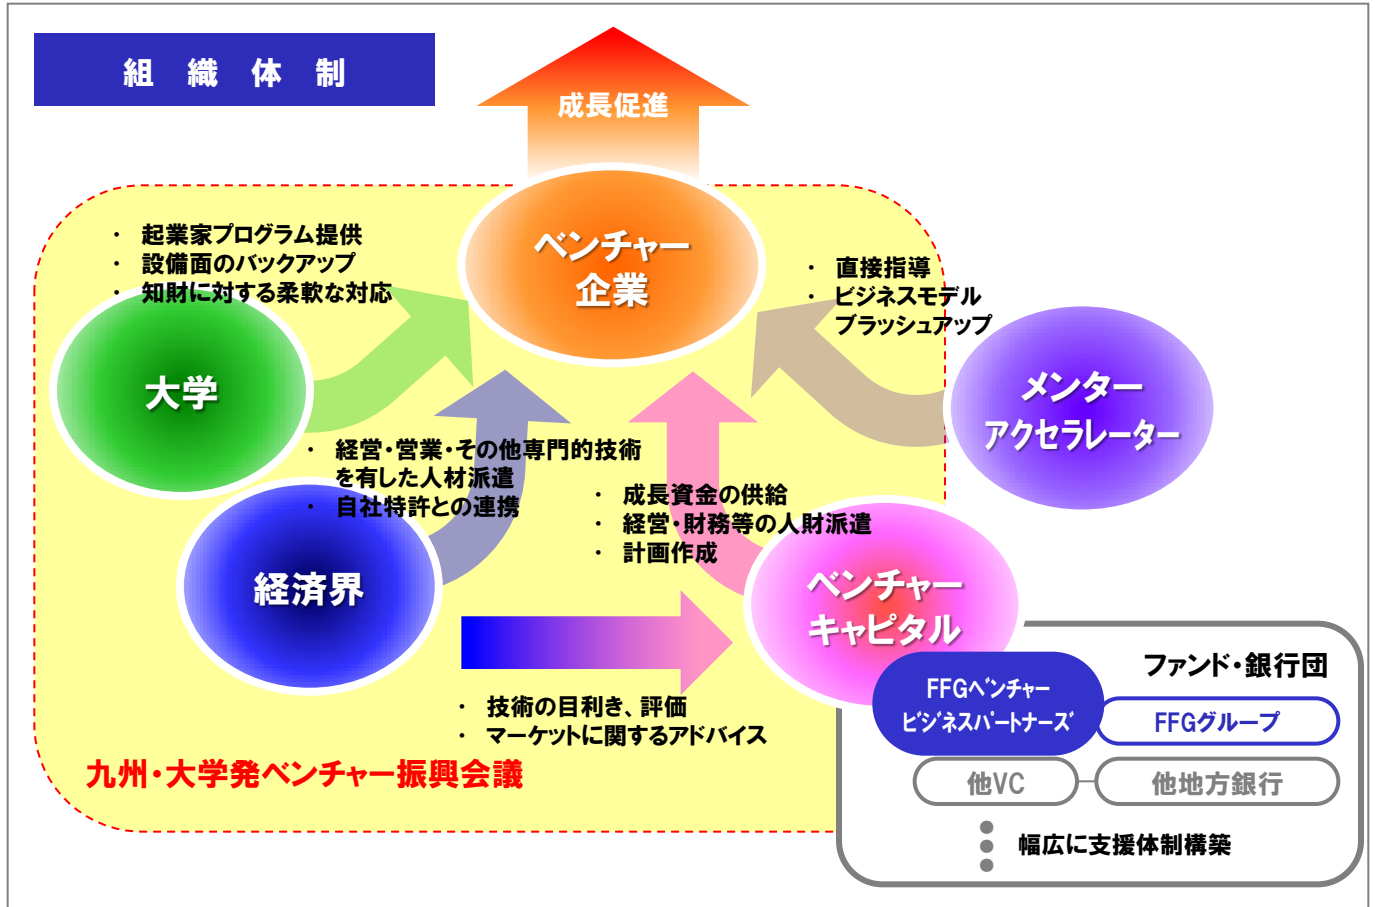 組織体制
成長促進
ベンチャー
企業
・ 起業家プログラム提供
・ 設備面のバックアップ
・ 知財に対する柔軟な対応
・ 直接指導
・ ビジネスモデル
ブラッシュアップ
大学
メンター
アクセラレーター
・ 経営・営業・その他専門的技術
を有した人材派遣
・ 自社特許との連携
・ 成長資金の供給
・ 経営・財務等の人財派遣
・ 計画作成
経済界
ベンチャー
キャピタル
・ 技術の目利き、評価
・ マーケットに関するアドバイス
九州・大学発ベンチャー振興会議
ファンド・銀行団
FFGベンチャー
ビジネスパートナーズ
FFGグループ
他VC
他地方銀行
幅広に支援体制構築